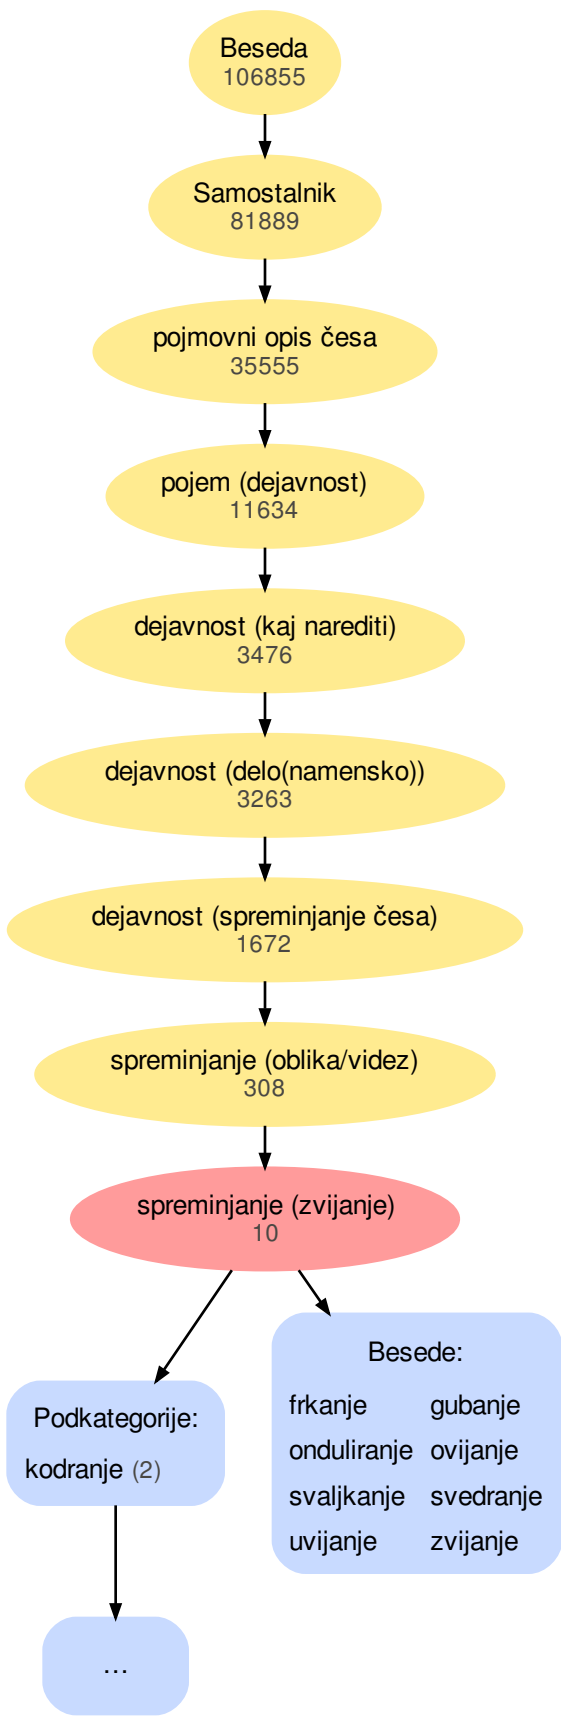 Beseda
106855
Samostalnik
81889
pojmovni opis česa
35555
pojem (dejavnost)
11634
dejavnost (kaj narediti)
3476
dejavnost (delo(namensko))
3263
dejavnost (spreminjanje česa)
1672
spreminjanje (oblika/videz)
308
spreminjanje (zvijanje)
10
Podkategorije:
kodranje (2)
...
Besede:
frkanje gubanje
onduliranje ovijanje
svaljkanje svedranje
uvijanje zvijanje